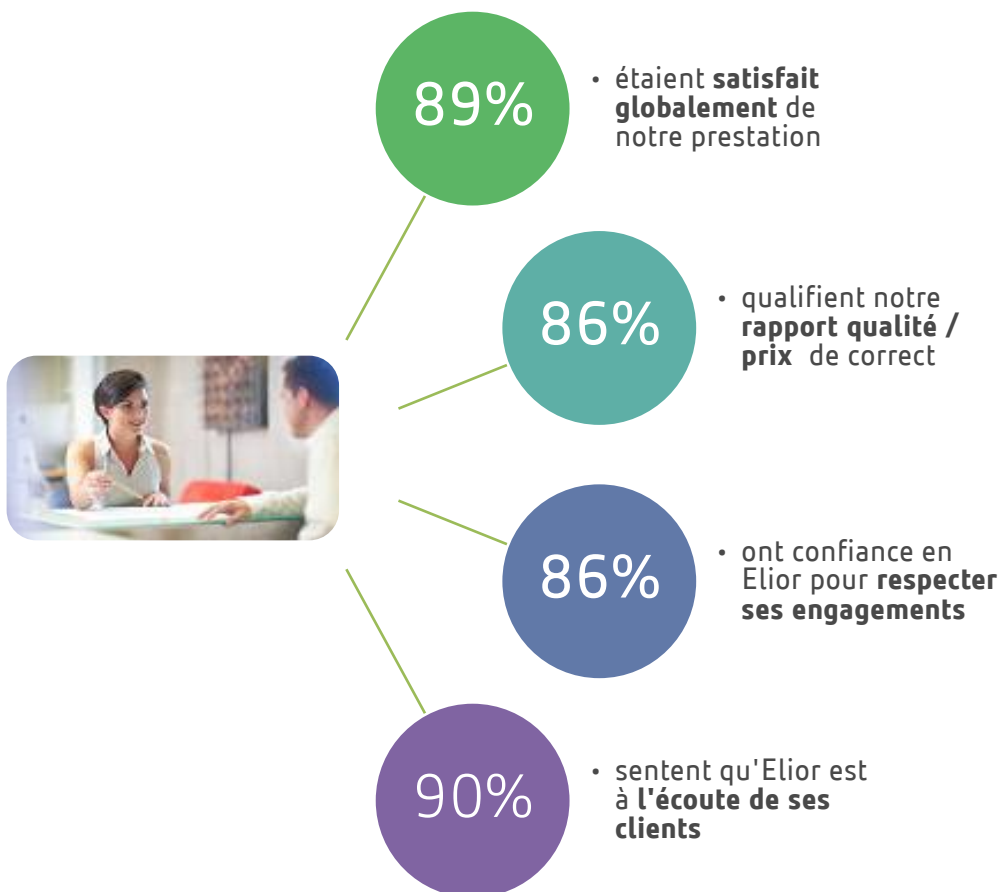 89%
• étaient satisfait
globalement de
notre prestation
86%
• qualifient notre
rapport qualité /
prix de correct
86%
• ont confiance en
Elior pour respecter
ses engagements
90%
• sentent qu'Elior est
à l'écoute de ses
clients